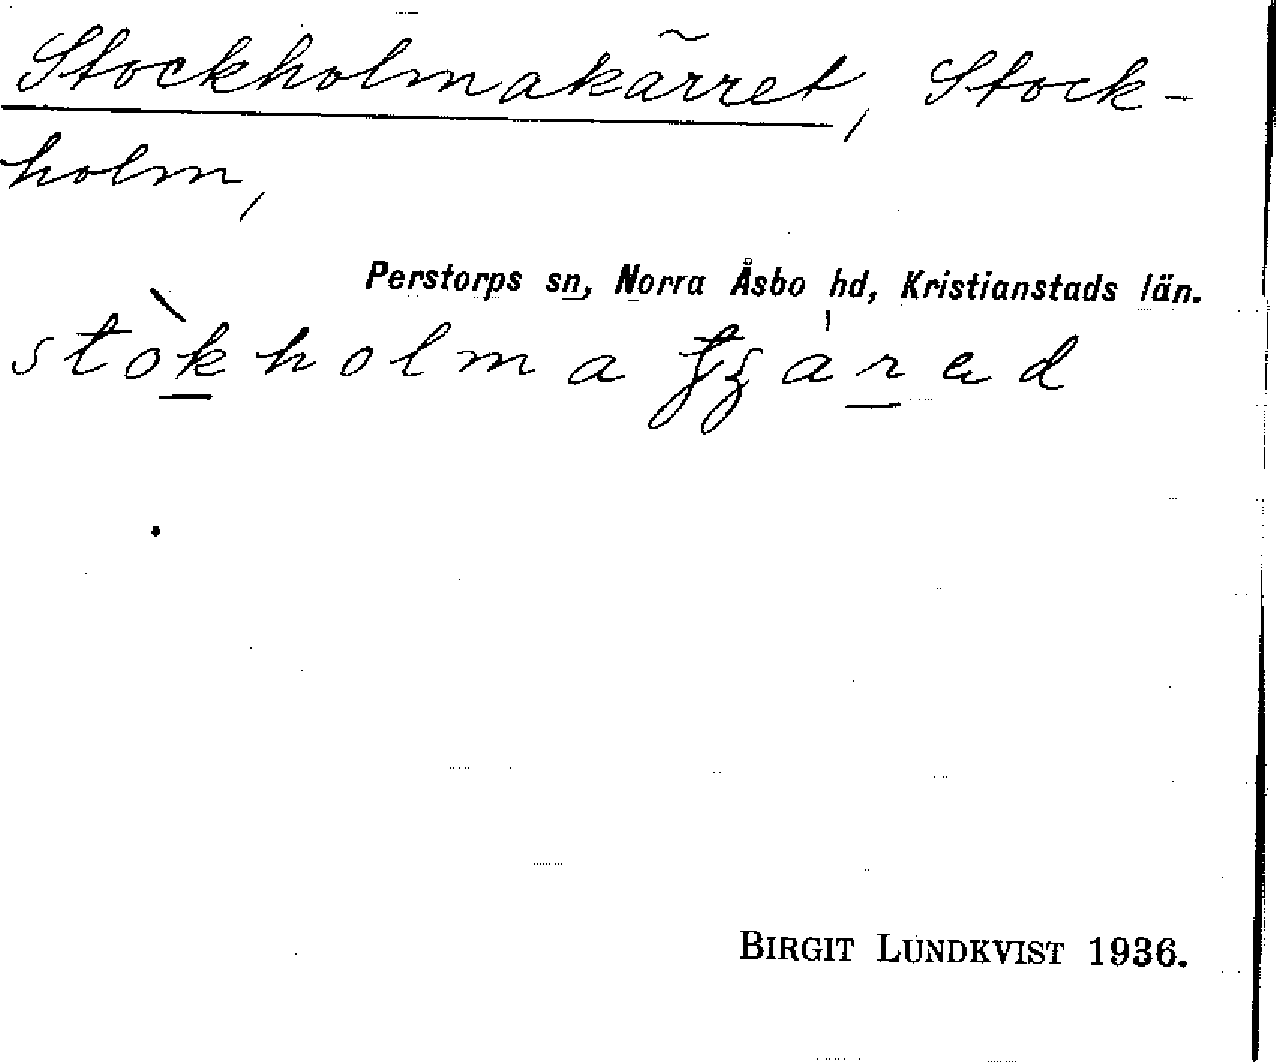 Stockholmakärret, Stock-
holm,
Perstorps sn, Norra Åsbo hd, Kristianstads län.
BIRGIT LUNDKVIST 1936.